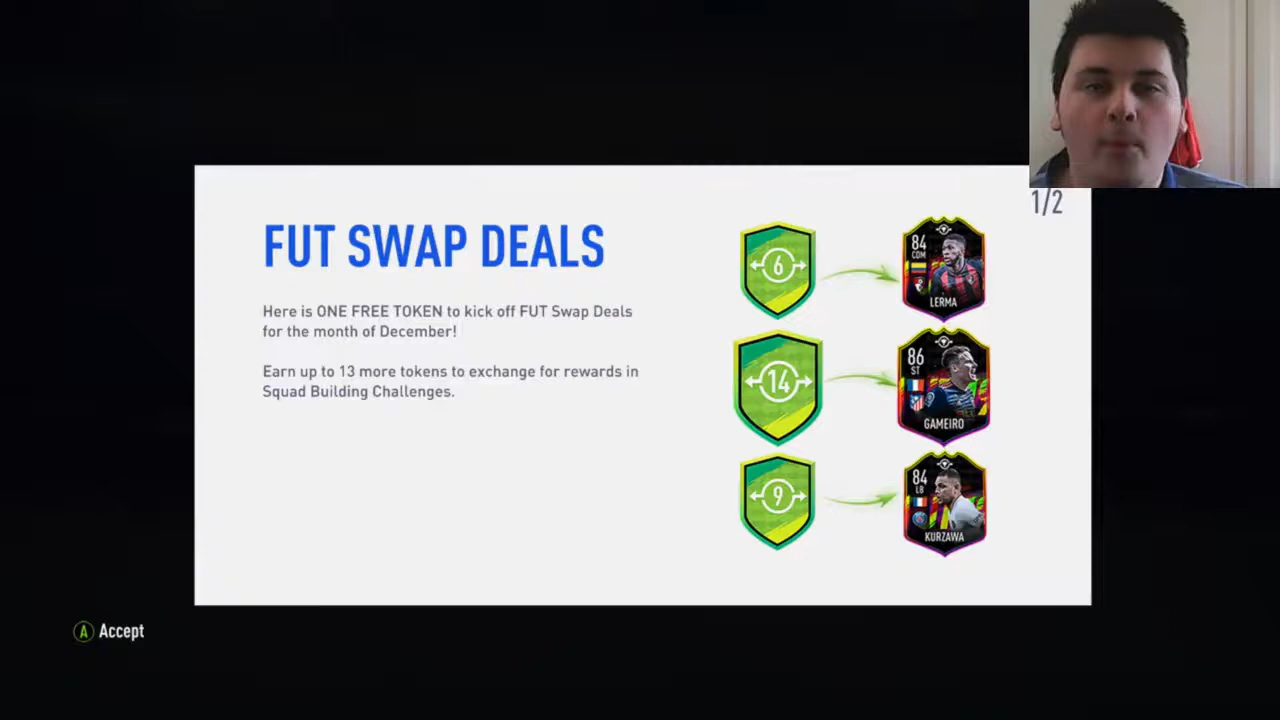 1/2
FUT SWAP DEALS
Here is ONE FREE TOKEN to kick off FUT Swap Deals
for the month of December!
Earn up to 13 more tokens to exchange for rewards in
Squad Building Challenges.
6
84
CDM
LERMA
14
86
ST
GAMEIRO
9
84
LB
KURZAWA
A Accept